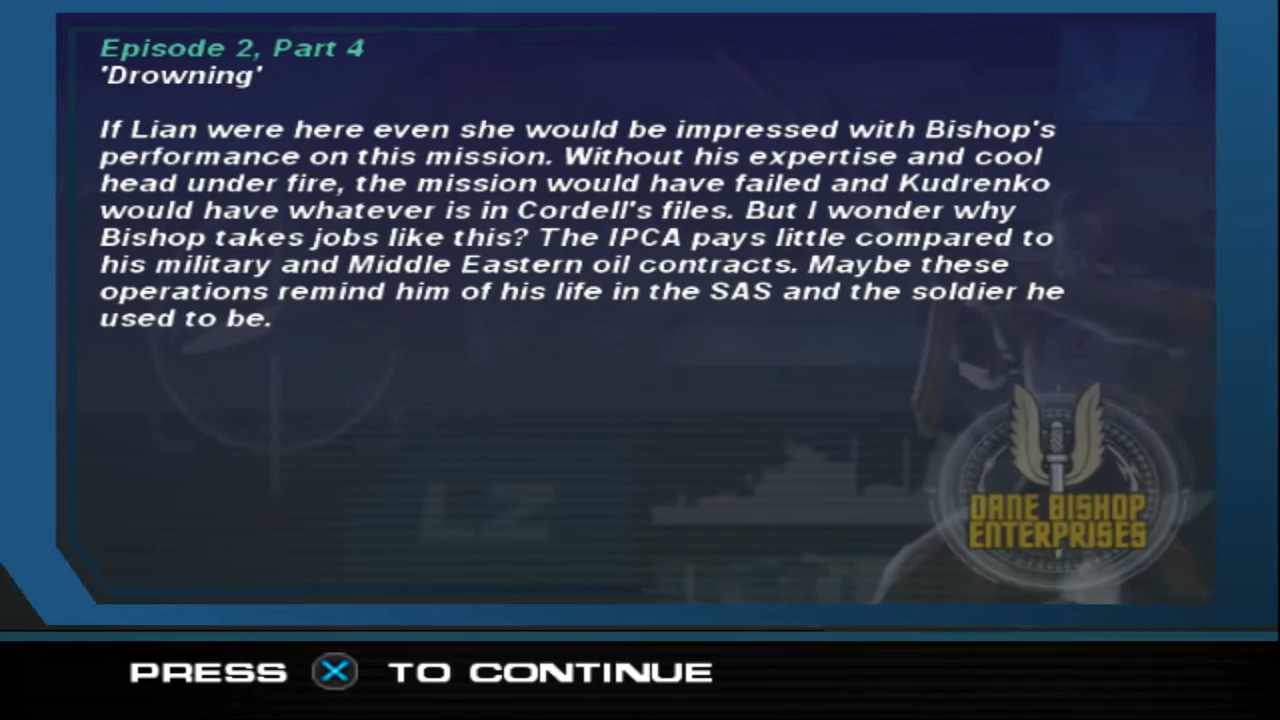 Episode 2, Part 4
'Drowning'
If Lian were here even she would be impressed with Bishop's
performance on this mission. Without his expertise and cool
head under fire, the mission would have failed and Kudrenko
would have whatever is in Cordell's files. But I wonder why
Bishop takes jobs like this? The IPCA pays little compared to
his military and Middle Eastern oil contracts. Maybe these
operations remind him of his life in the SAS and the soldier he
used to be.
LZ
DANE BISHOP
ENTERPRISES
PRESS X TO CONTINUE